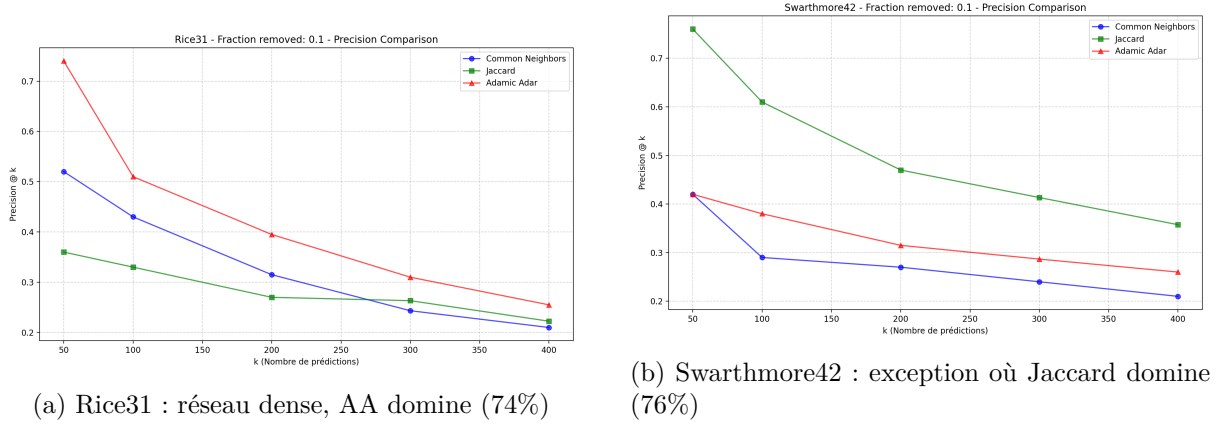 Rice31 - Fraction removed: 0.1 - Precision Comparison
Common Neighbors
Jaccard
Adamic Adar
Precision @ k
0.7
0.6
0.5
0.4
0.3
0.2
50
100
150
200
250
300
350
400
k (Nombre de prédictions)
(a) Rice31 : réseau dense, AA domine (74%)
Swarthmore42 - Fraction removed: 0.1 - Precision Comparison
Common Neighbors
Jaccard
Adamic Adar
Precision @ k
0.7
0.6
0.5
0.4
0.3
0.2
50
100
150
200
250
300
350
400
k (Nombre de prédictions)
(b) Swarthmore42 : exception où Jaccard domine
(76%)